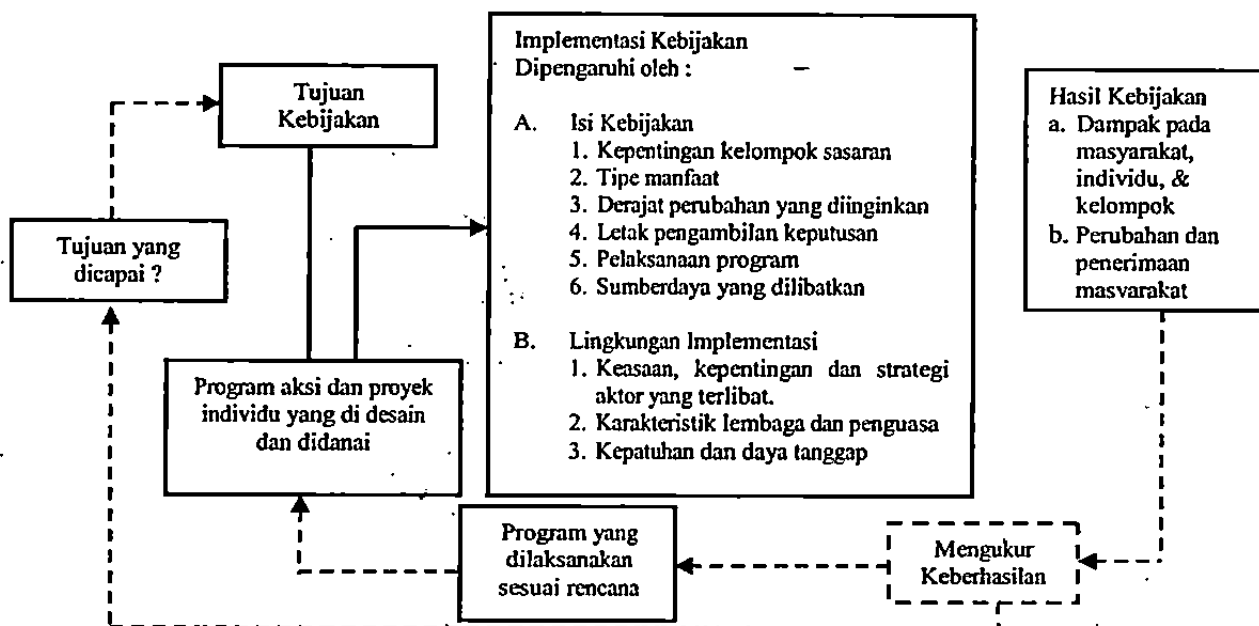 Tujuan
Kebijakan
Tujuan yang
dicapai ?
Program aksi dan proyek
individu yang di desain
dan didanai
Implementasi Kebijakan
Dipengaruhi oleh :
A. Isi Kebijakan
1. Kepentingan kelompok sasaran
2. Tipe manfaat
3. Derajat perubahan yang diinginkan
4. Letak pengambilan keputusan
5. Pelaksanaan program
6. Sumberdaya yang dilibatkan
B. Lingkungan Implementasi
1. Keasaan, kepentingan dan strategi
aktor yang terlibat.
2. Karakteristik lembaga dan penguasa
3. Kepatuhan dan daya tanggap
Hasil Kebijakan
a. Dampak pada
masyarakat,
individu, &
kelompok
b. Perubahan dan
penerimaan
masvarakat
Program yang
dilaksanakan
sesuai rencana
Mengukur
Keberhasilan